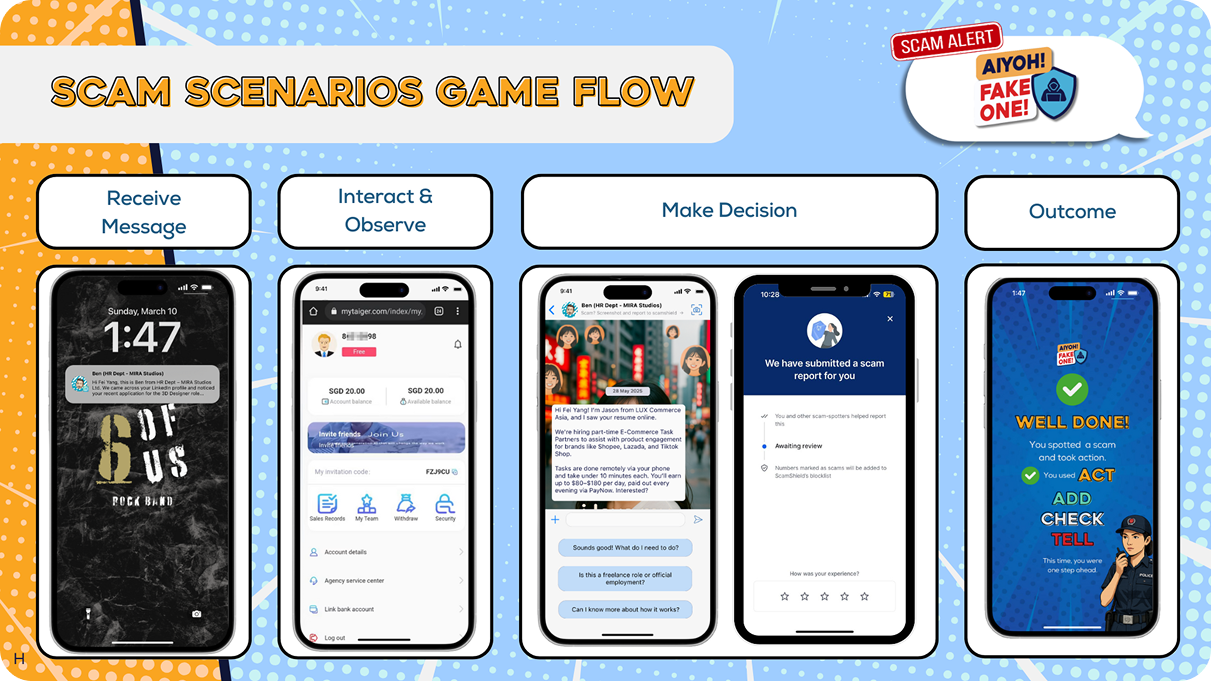 SCAM SCENARIOS GAME FLOW
SCAM ALERT
AIYOH!
FAKE
ONE!
Receive
Message
Interact &
Observe
Make Decision
Outcome
Sunday, March 10
1:47
Ben (HR Dept - MIRA Studios)
Hi Fei Yang, this is Ben from HR Dept – MIRA Studios
Ltd. We came across your LinkedIn profile and noticed
your recent application for the 3D Designer role...
6 OF
US
ROCK BAND
9:41
mytaiger.com/index/my.
24
98
Free
SGD 20.00
Account balance
SGD 20.00
Available balance
Invite friends
Join Us
Invite friends
My invitation code:
FZJ9CU
Sales Records
My Team
Withdraw
Security
Account details
Agency service center
Link bank account
Log out
9:41
Ben (HR Dept - MIRA Studios)
Scam? Screenshot and report to scamshield
28 May 2025
Hi Fei Yang! I'm Jason from LUX Commerce
Asia, and I saw your resume online.
We're hiring part-time E-Commerce Task
Partners to assist with product engagement
for brands like Shopee, Lazada, and Tiktok
Shop.
Tasks are done remotely via your phone
and take under 10 minutes each. You'll earn
up to $80–$180 per day, paid out every
evening via PayNow. Interested?
Sounds good! What do I need to do?
Is this a freelance role or official
employment?
Can I know more about how it works?
10:28
71
We have submitted a scam
report for you
You and other scam-spotters helped report
this
Awaiting review
Numbers marked as scams will be added to
ScamShield's blocklist
How was your experience?
1:47
AIYOH!
FAKE
ONE!
WELL DONE!
You spotted a scam
and took action.
You used ACT
ADD
CHECK
TELL
This time, you were
one step ahead.
POLICE
H